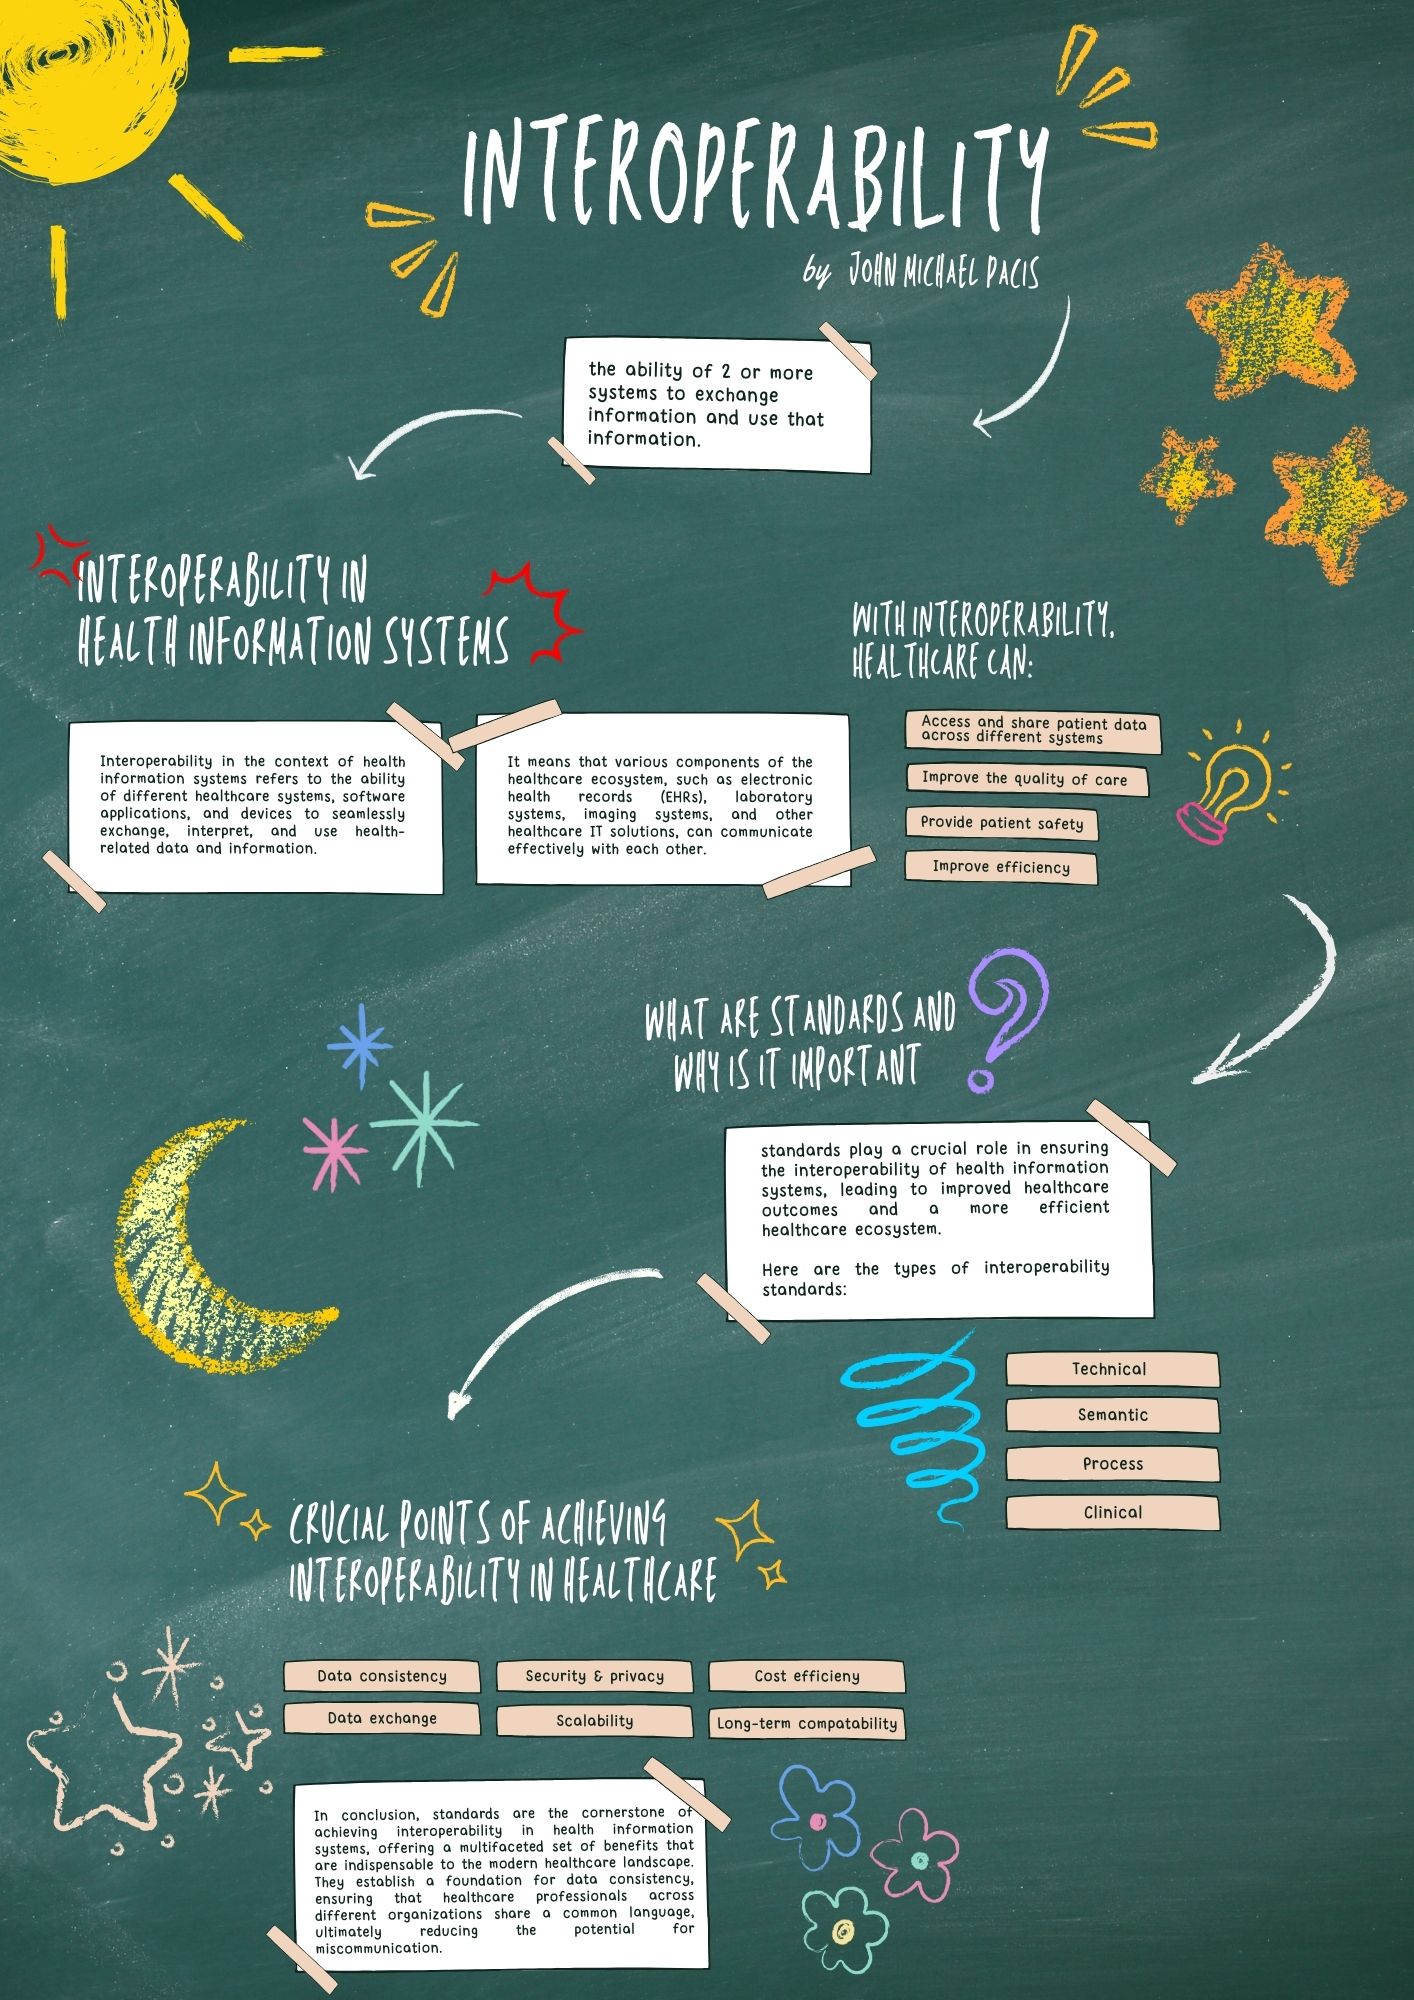 INTEROPERABILITY
by JOHN MICHAEL PACIS
the ability of 2 or more
systems to exchange
information and use that
information.
INTEROPERABILITY IN
HEALTH INFORMATION SYSTEMS
Interoperability in the context of health
information systems refers to the ability
of different healthcare systems, software
applications, and devices to seamlessly
exchange, interpret, and use health-
related data and information.
It means that various components of the
healthcare ecosystem, such as electronic
health records (EHRs), laboratory
systems, imaging systems, and other
healthcare IT solutions, can communicate
effectively with each other.
WITH INTEROPERABILITY,
HEALTHCARE CAN:
Access and share patient data
across different systems
Improve the quality of care
Provide patient safety
Improve efficiency
WHAT ARE STANDARDS AND
WHY IS IT IMPORTANT
standards play a crucial role in ensuring
the interoperability of health information
systems, leading to improved healthcare
outcomes and a more efficient
healthcare ecosystem.
Here are the types of interoperability
standards:
Technical
Semantic
Process
Clinical
CRUCIAL POINTS OF ACHIEVING
INTEROPERABILITY IN HEALTHCARE
Data consistency
Security & privacy
Cost efficieny
Data exchange
Scalability
Long-term compatability
In conclusion, standards are the cornerstone of
achieving interoperability in health information
systems, offering a multifaceted set of benefits that
are indispensable to the modern healthcare landscape.
They establish a foundation for data consistency,
ensuring that healthcare professionals across
different organizations share a common language,
ultimately reducing the potential for
miscommunication.